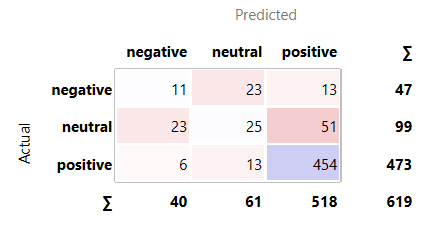 Predicted
negative neutral positive ∑
negative 11 23 13 47
Actual
neutral 23 25 51 99
positive 6 13 454 473
∑ 40 61 518 619